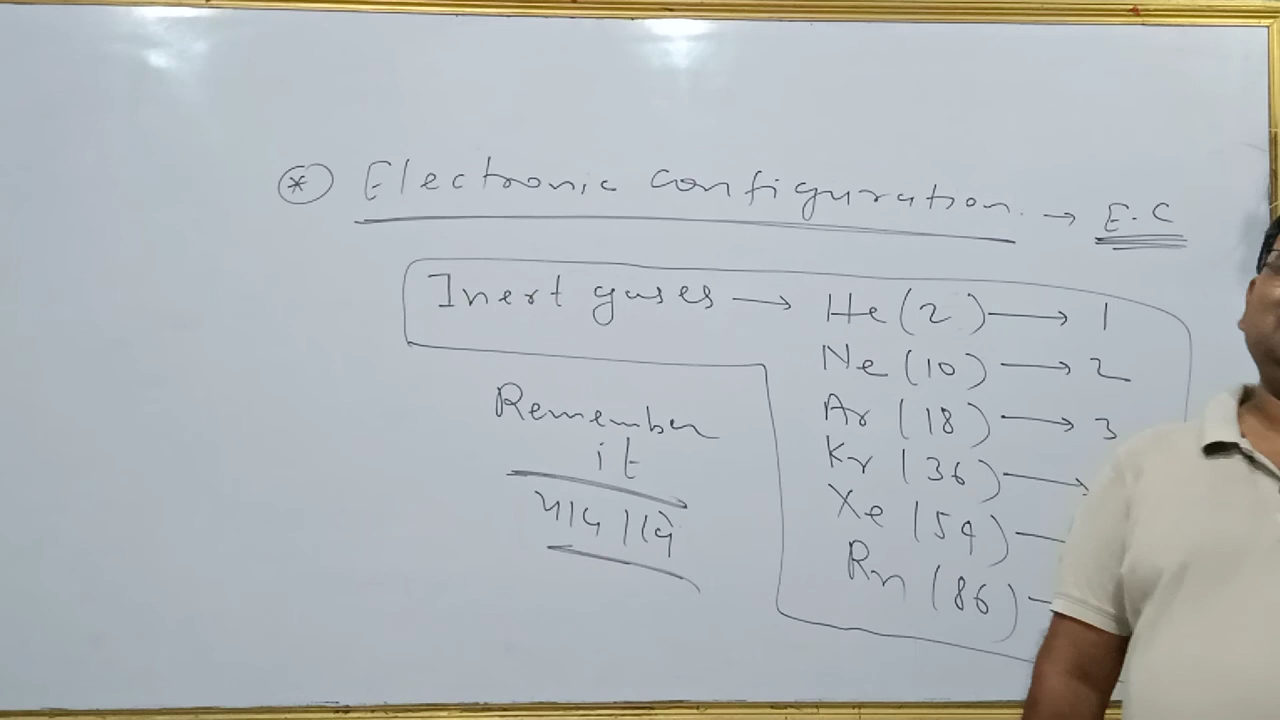 * Electronic configuration. → E.C
Inert gases → He (2) → 1
Ne (10) → 2
Ar (18) → 3
Kr (36) →
Xe (54)
Rn (86)
Remember
it